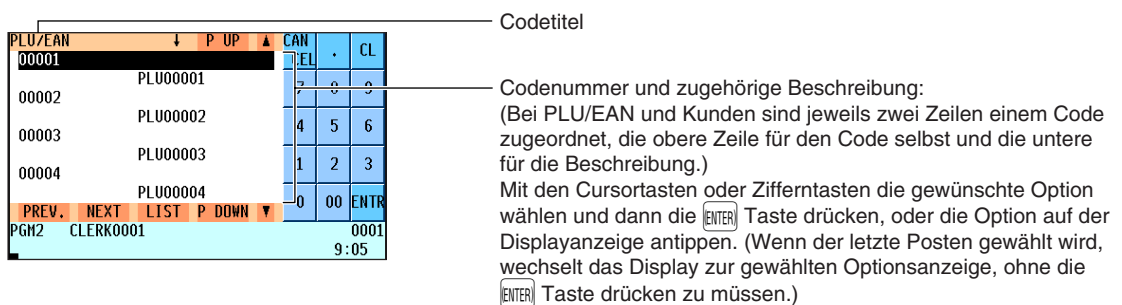 Codetitel
PLU/EAN ↓ P UP ▲ CAN CEL . CL
00001
PLU00001
7 8 9
00002
PLU00002
4 5 6
00003
PLU00003
1 2 3
00004
PLU00004
0 00 ENTR
PREV. NEXT LIST P DOWN ▼
PGM2 CLERK0001 0001
9:05
Codenummer und zugehörige Beschreibung:
(Bei PLU/EAN und Kunden sind jeweils zwei Zeilen einem Code
zugeordnet, die obere Zeile für den Code selbst und die untere
für die Beschreibung.)
Mit den Cursortasten oder Zifferntasten die gewünschte Option
wählen und dann die ENTER Taste drücken, oder die Option auf der
Displayanzeige antippen. (Wenn der letzte Posten gewählt wird,
wechselt das Display zur gewählten Optionsanzeige, ohne die
ENTER Taste drücken zu müssen.)